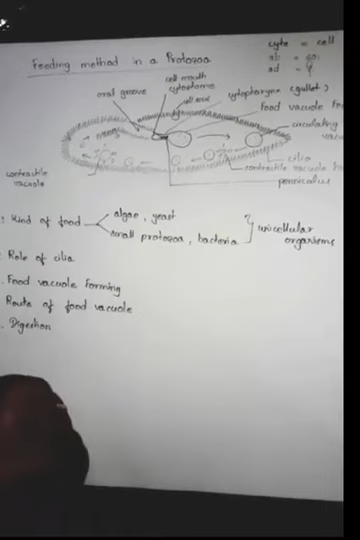 cyte = cell
Feeding method in a Protozoa
ad =
cell mouth
cytostome
oral groove
cytopharynx (gullet)
food vacuole
circulating
cilia
contractile vacuole
contractile
vacuole
Kind of food
algae, yeast
small protozoa, bacteria
unicellular
organisms
Role of cilia
Food vacuole forming
Route of food vacuole
Digestion